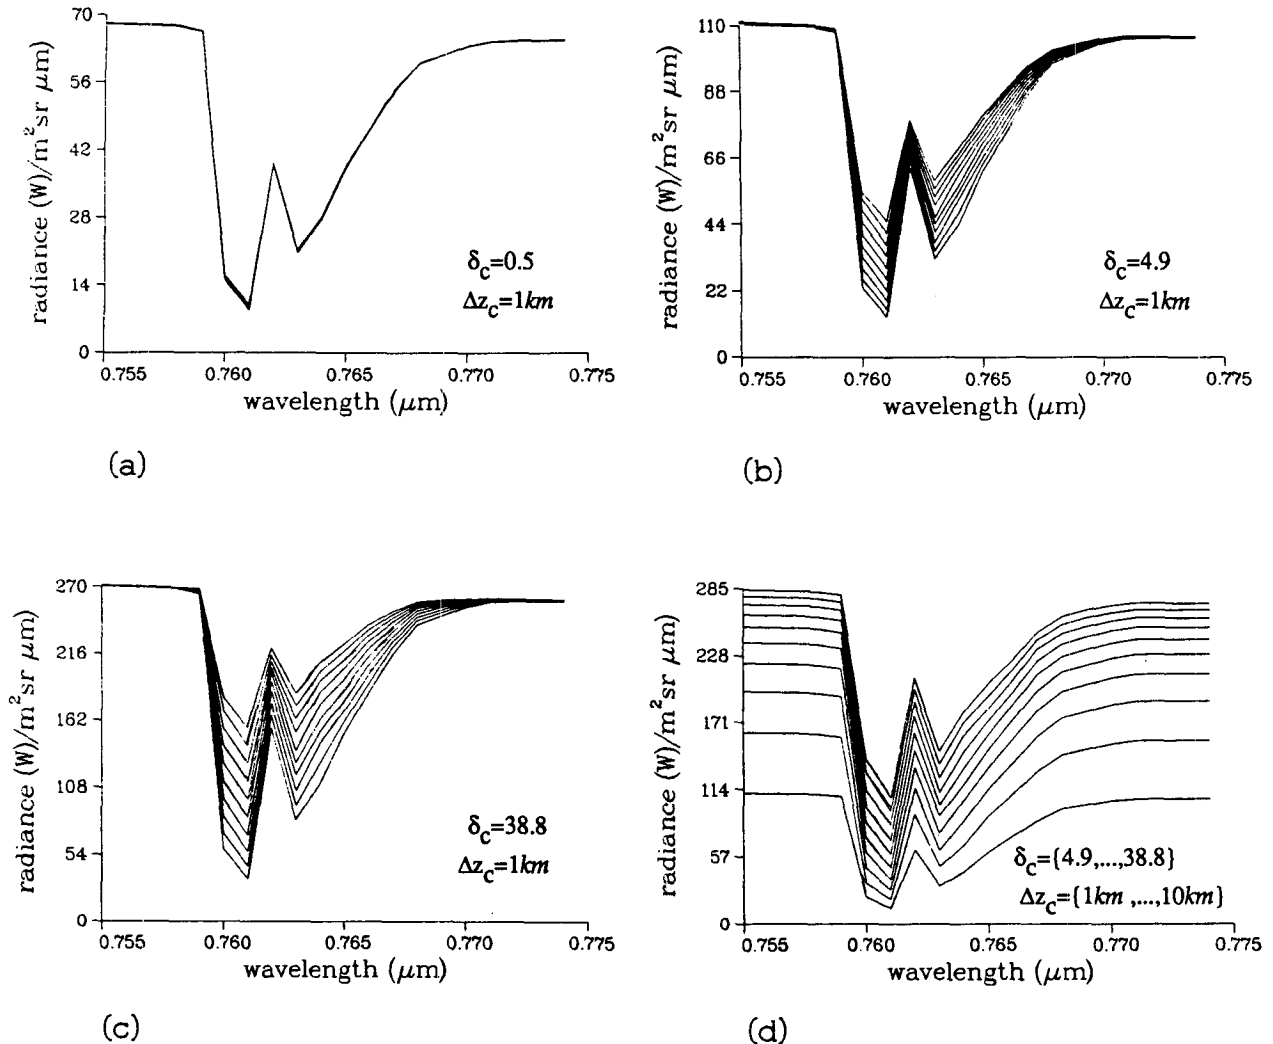 70
56
42
28
14
0
radiance (W)/m²sr μm)
δc=0.5
Δzc=1km
0.755 0.760 0.765 0.770 0.775
wavelength (μm)
(a)
110
88
66
44
22
0
radiance (W)/m²sr μm)
δc=4.9
Δzc=1km
0.755 0.760 0.765 0.770 0.775
wavelength (μm)
(b)
270
216
162
108
54
0
radiance (W)/m²sr μm)
δc=38.8
Δzc=1km
0.755 0.760 0.765 0.770 0.775
wavelength (μm)
(c)
285
228
171
114
57
0
radiance (W)/m²sr μm)
δc={4.9,...,38.8}
Δzc={1km ,...,10km}
0.755 0.760 0.765 0.770 0.775
wavelength (μm)
(d)